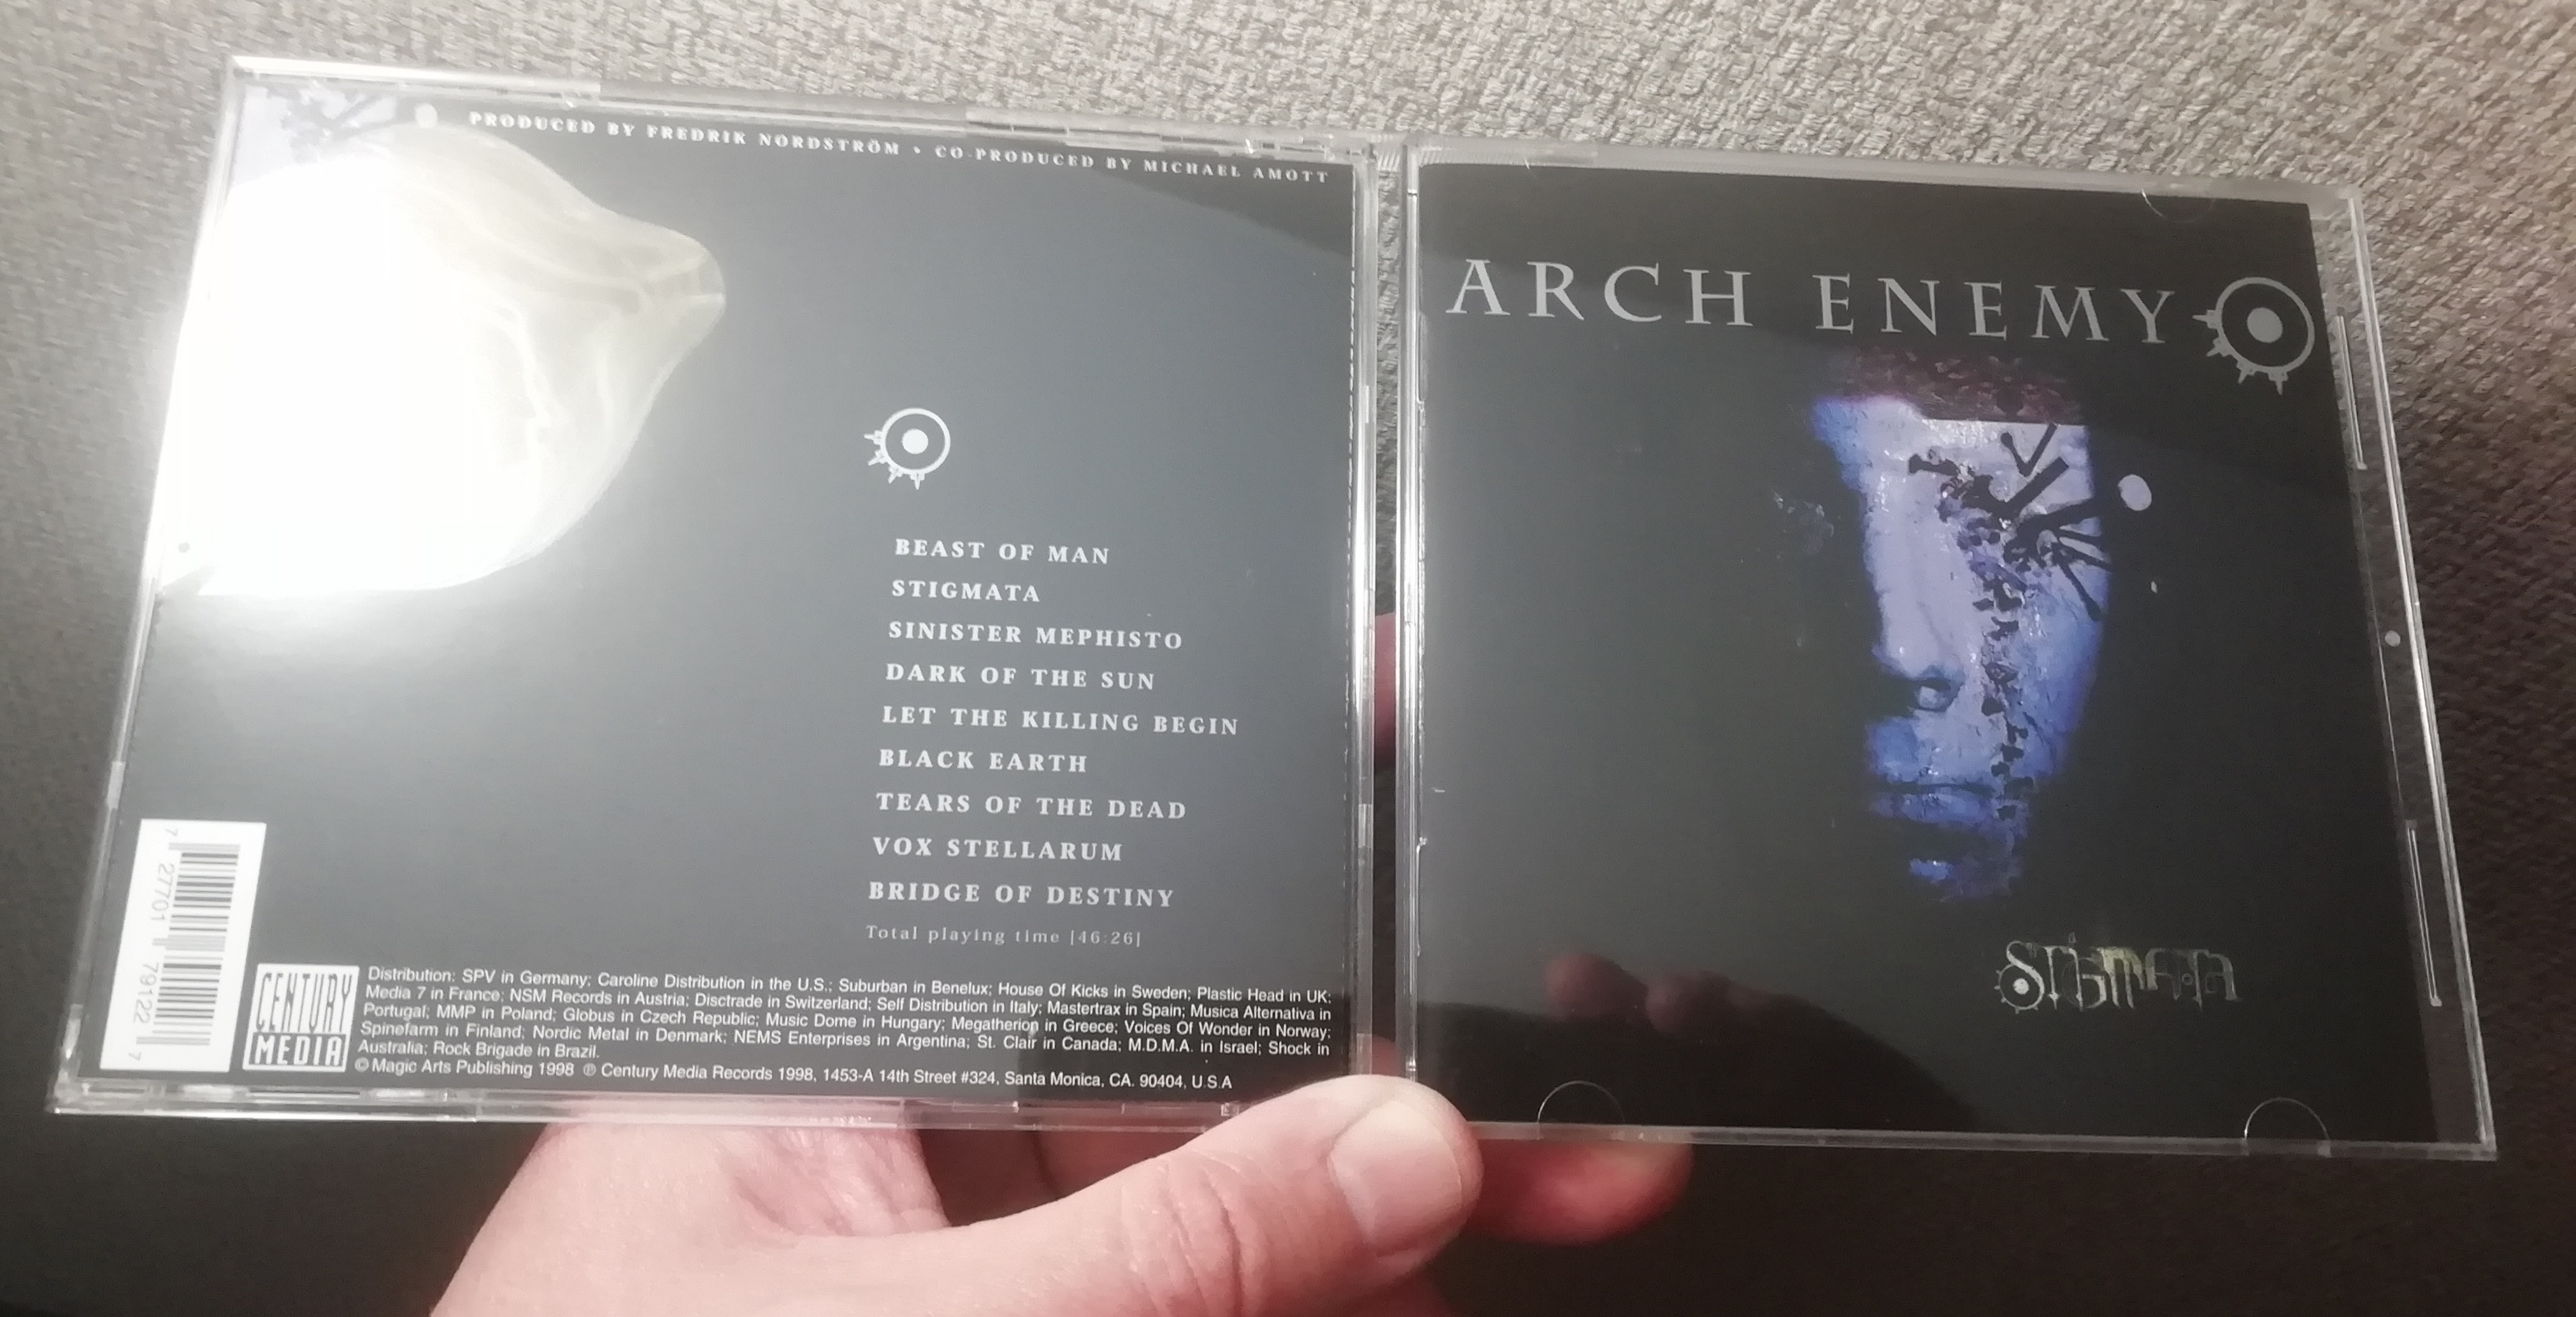 PRODUCED BY FREDRIK NORDSTRÖM • CO-PRODUCED BY MICHAEL AMOTT
BEAST OF MAN
STIGMATA
SINISTER MEPHISTO
DARK OF THE SUN
LET THE KILLING BEGIN
BLACK EARTH
TEARS OF THE DEAD
VOX STELLARUM
BRIDGE OF DESTINY
Total playing time [46:26]
7 27701 79122 7
CENTURY
MEDIA
Distribution: SPV in Germany; Caroline Distribution in the U.S.; Suburban in Benelux; House Of Kicks in Sweden; Plastic Head in UK;
Media 7 in France; NSM Records in Austria; Disctrade in Switzerland; Self Distribution in Italy; Mastertrax in Spain; Musica Alternativa in
Portugal; MMP in Poland; Globus in Czech Republic; Music Dome in Hungary; Megatherion in Greece; Voices Of Wonder in Norway;
Spinefarm in Finland; Nordic Metal in Denmark; NEMS Enterprises in Argentina; St. Clair in Canada; M.D.M.A. in Israel; Shock in
Australia; Rock Brigade in Brazil.
© Magic Arts Publishing 1998 ℗ Century Media Records 1998, 1453-A 14th Street #324, Santa Monica, CA. 90404, U.S.A
ARCH ENEMY
STIGMATA